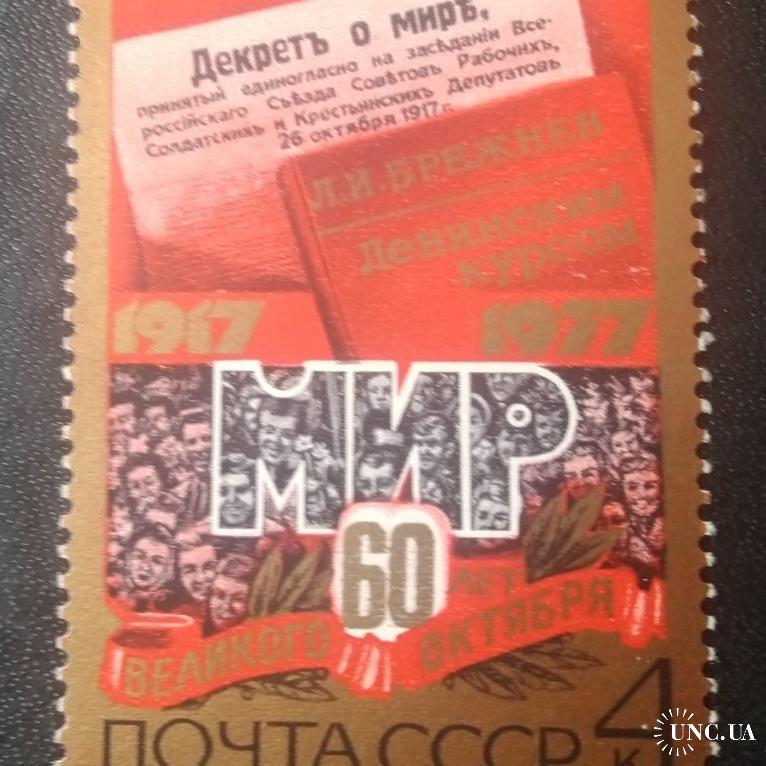 Декретъ о миръ,
принятый единогласно на засѣданіи Все-
россійскаго Съѣзда Совѣтовъ Рабочихъ,
Солдатскихъ и Крестьянскихъ Депутатовъ
26 октября 1917 г.
Л.И.БРЕЖНЕВ
Ленинским
курсом
1917 1977
МИР
60 ЛЕТ
ВЕЛИКОГО ОКТЯБРЯ
ПОЧТА СССР 4 к
UNC.UA